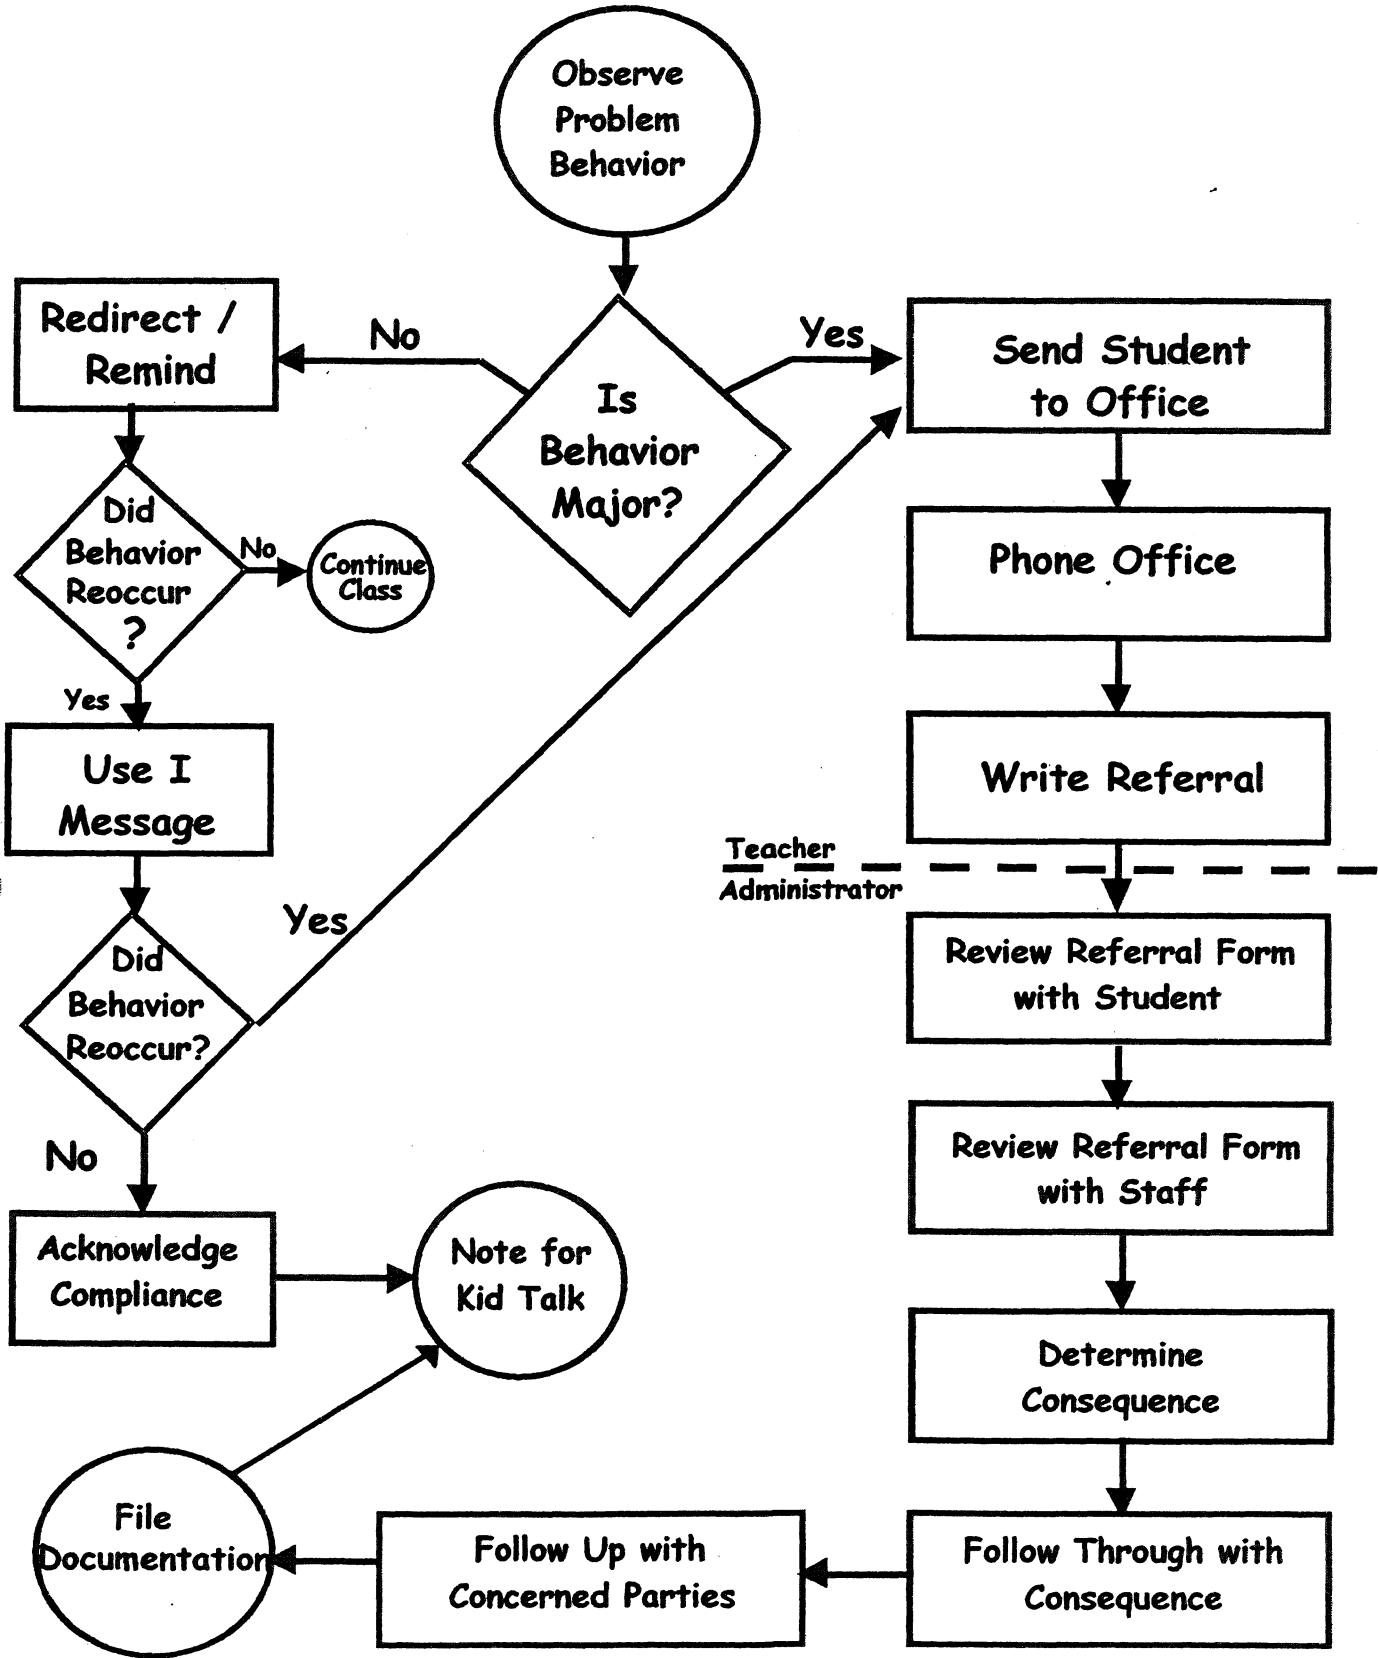 Observe
Problem
Behavior
Redirect /
Remind
No
Yes
Send Student
to Office
Is
Behavior
Major?
Did
Behavior
Reoccur
?
No
Continue
Class
Phone Office
Yes
Use I
Message
Write Referral
Teacher
Administrator
Yes
Did
Behavior
Reoccur?
Review Referral Form
with Student
No
Review Referral Form
with Staff
Acknowledge
Compliance
Note for
Kid Talk
Determine
Consequence
File
Documentation
Follow Up with
Concerned Parties
Follow Through with
Consequence